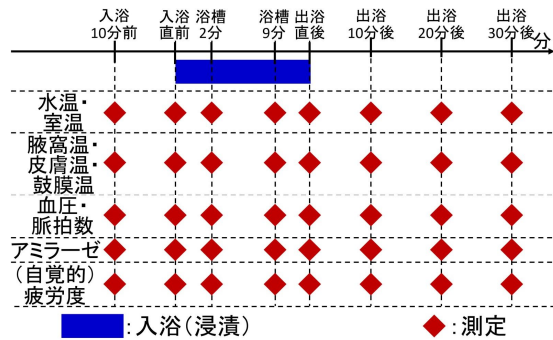 入浴 入浴 浴槽 浴槽 出浴 出浴 出浴 出浴
10分前 直前 2分 9分 直後 10分後 20分後 30分後 分
水温・
室温
腋窩温・
皮膚温・
鼓膜温
血圧・
脈拍数
アミラーゼ
(自覚的)
疲労度
:入浴(浸漬) :測定